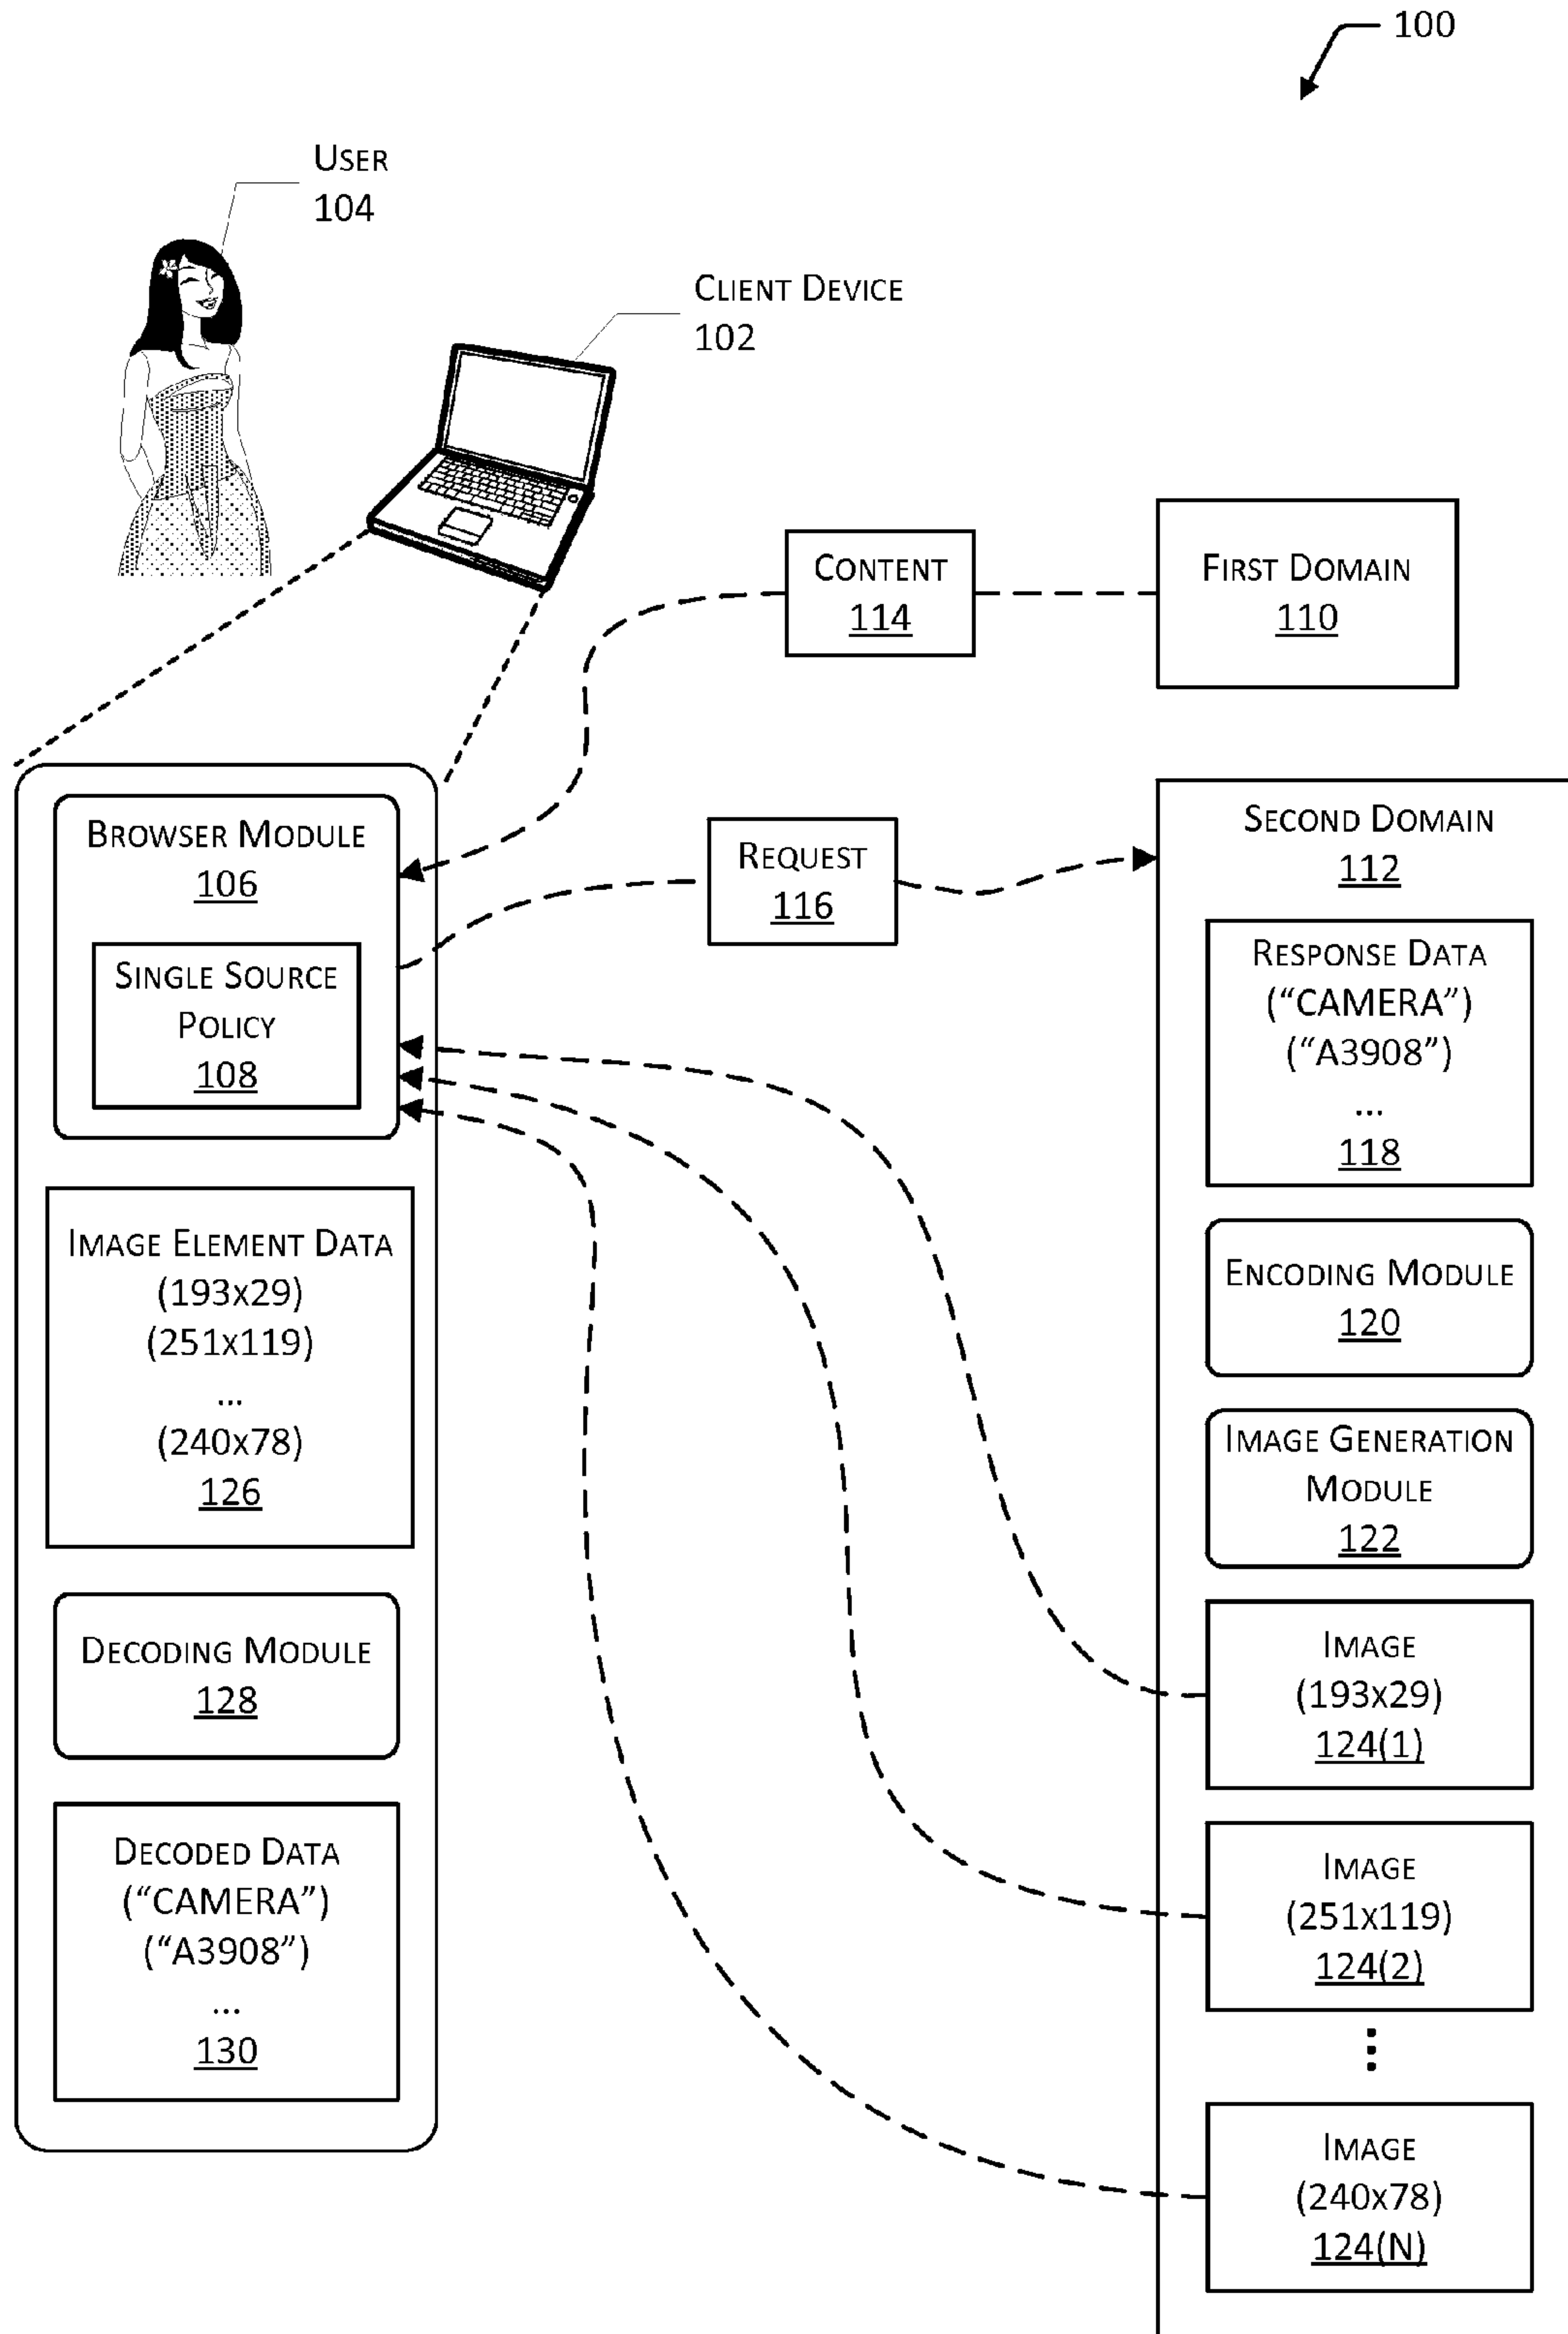 100
USER
104
CLIENT DEVICE
102
CONTENT
114
FIRST DOMAIN
110
BROWSER MODULE
106
SINGLE SOURCE
POLICY
108
REQUEST
116
SECOND DOMAIN
112
RESPONSE DATA
(“CAMERA”)
(“A3908”)
...
118
IMAGE ELEMENT DATA
(193x29)
(251x119)
...
(240x78)
126
ENCODING MODULE
120
IMAGE GENERATION
MODULE
122
DECODING MODULE
128
IMAGE
(193x29)
124(1)
DECODED DATA
(“CAMERA”)
(“A3908”)
...
130
IMAGE
(251x119)
124(2)
⋮
IMAGE
(240x78)
124(N)